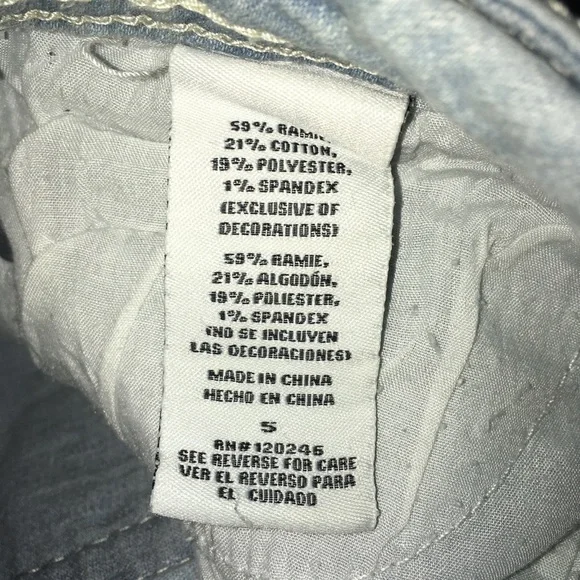 59% RAMIE,
21% COTTON,
19% POLYESTER,
1% SPANDEX
(EXCLUSIVE OF
DECORATIONS)
59% RAMIE,
21% ALGODÓN,
19% POLIESTER,
1% SPANDEX
(NO SE INCLUYEN
LAS DECORACIONES)
MADE IN CHINA
HECHO EN CHINA
5
RN#120246
SEE REVERSE FOR CARE
VER EL REVERSO PARA
EL CUIDADO